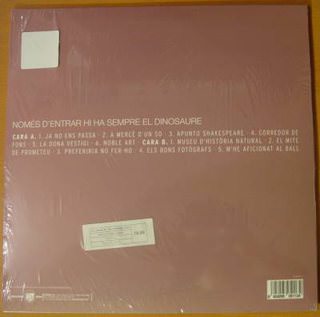 NOMÉS D'ENTRAR HI HA SEMPRE EL DINOSAURE
CARA A. 1. JA NO ENS PASSA · 2. A MERCÈ D'UN SO · 3. APUNTO SHAKESPEARE · 4. CORREDOR DE
FONS · 5. LA DONA VESTIGI · 6. NOBLE ART · CARA B. 1. MUSEU D'HISTÒRIA NATURAL · 2. EL MITE
DE PROMETEU · 3. PREFERIRIA NO FER-HO · 4. ELS BONS FOTÒGRAFS · 5. M'HE AFICIONAT AL BALL